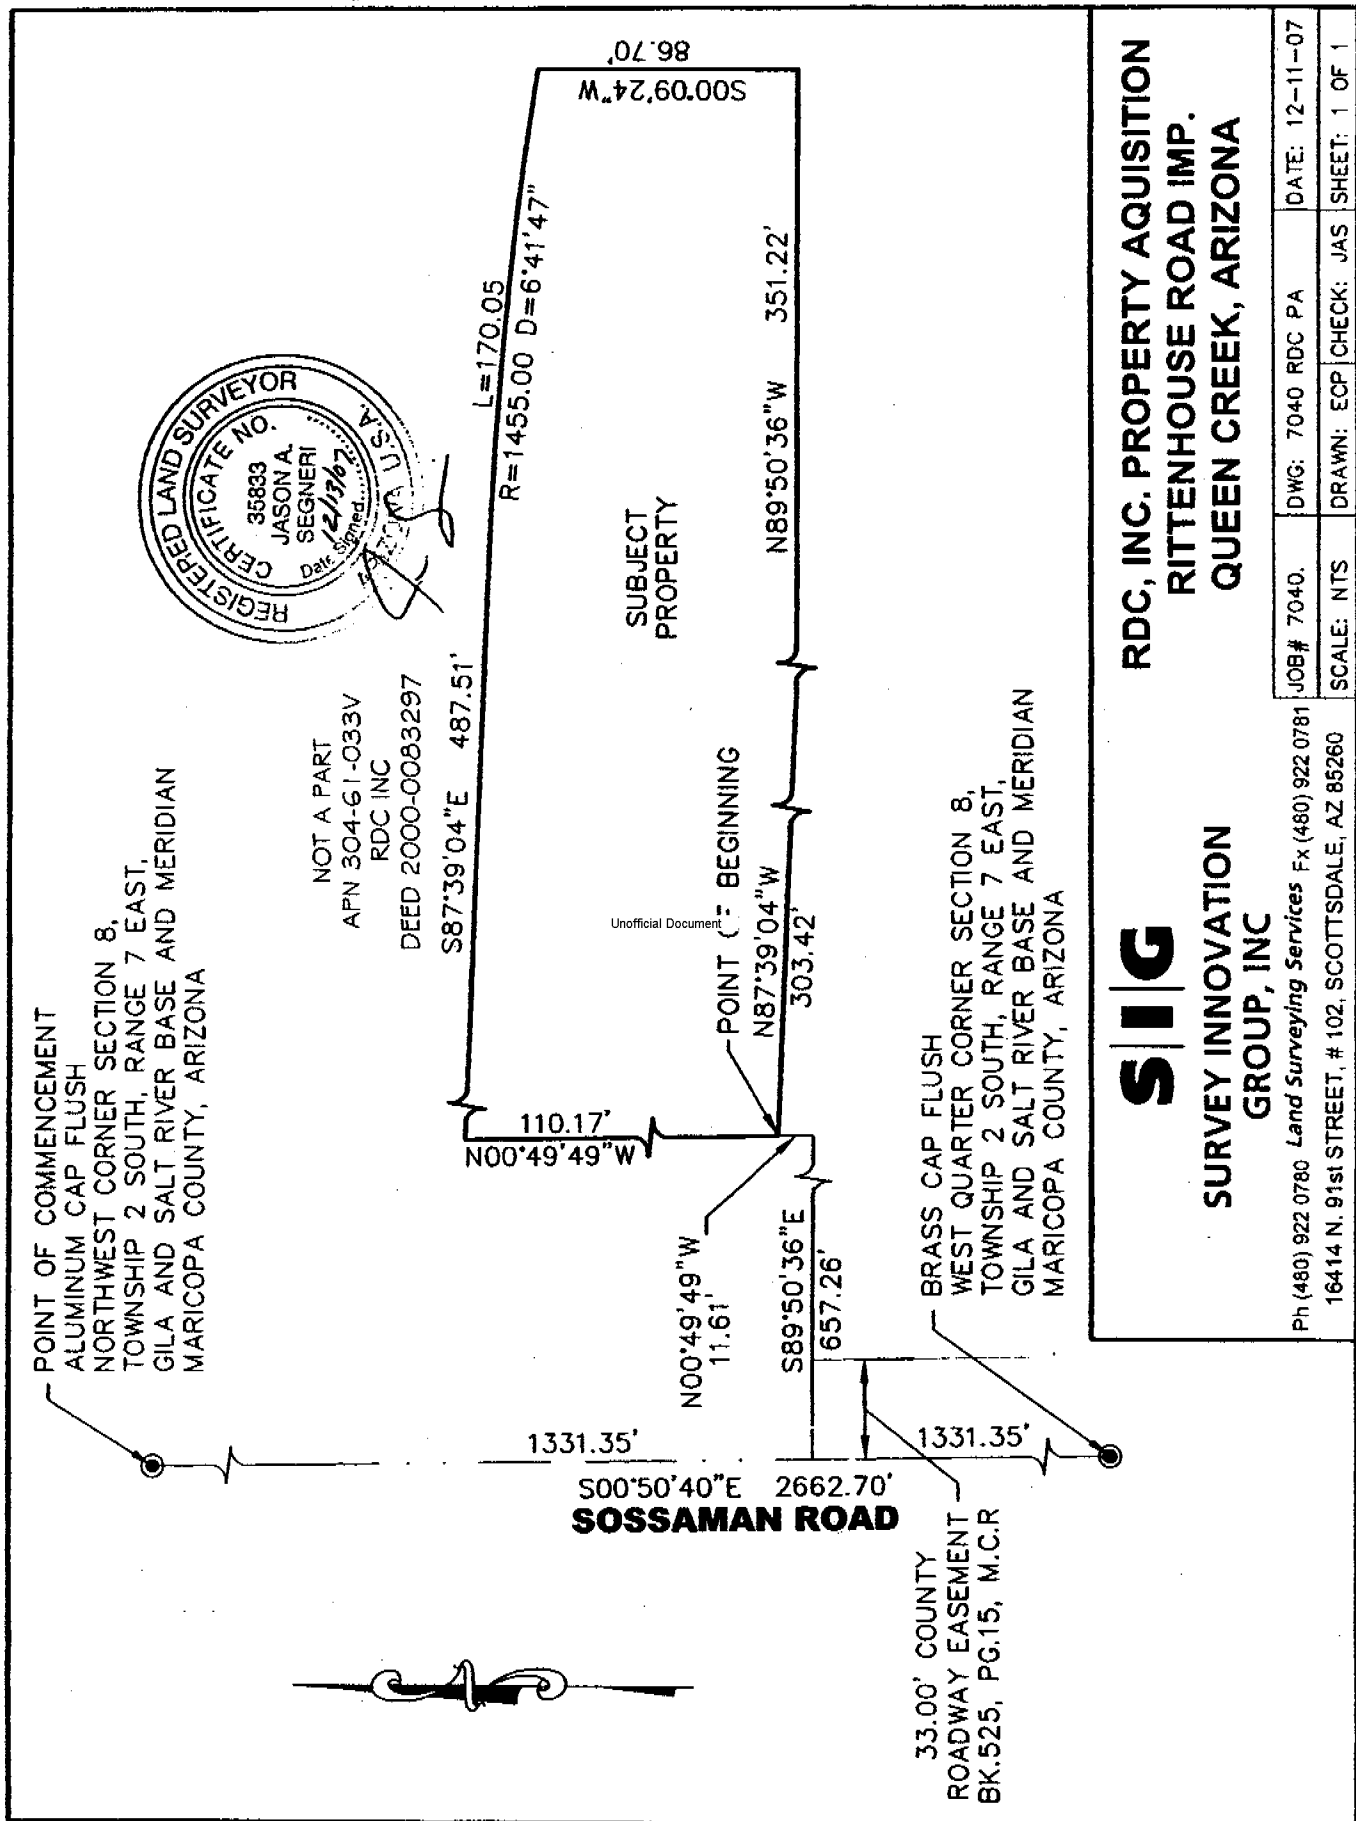 POINT OF COMMENCEMENT
ALUMINUM CAP FLUSH
NORTHWEST CORNER SECTION 8,
TOWNSHIP 2 SOUTH, RANGE 7 EAST,
GILA AND SALT RIVER BASE AND MERIDIAN
MARICOPA COUNTY, ARIZONA
REGISTERED LAND SURVEYOR
CERTIFICATE NO.
35833
JASON A.
SEGNERI
12/13/07
Date Signed
ARIZONA U.S.A.
NOT A PART
APN 304-61-033V
RDC INC
DEED 2000-0083297
S87°39'04"E 487.51'
L=170.05
R=1455.00 D=6°41'47"
86.70'
S00°09'24"W
SUBJECT
PROPERTY
110.17'
N00°49'49"W
Unofficial Document
POINT OF BEGINNING
N87°39'04"W
303.42'
N89°50'36"W 351.22'
N00°49'49"W
11.61'
S89°50'36"E
657.26'
1331.35'
1331.35'
S00°50'40"E 2662.70'
SOSSAMAN ROAD
33.00' COUNTY
ROADWAY EASEMENT
BK.525, PG.15, M.C.R
BRASS CAP FLUSH
WEST QUARTER CORNER SECTION 8,
TOWNSHIP 2 SOUTH, RANGE 7 EAST,
GILA AND SALT RIVER BASE AND MERIDIAN
MARICOPA COUNTY, ARIZONA
SIG
SURVEY INNOVATION
GROUP, INC
Ph (480) 922 0780 Land Surveying Services Fx (480) 922 0781
16414 N. 91st STREET, # 102, SCOTTSDALE, AZ 85260
RDC, INC. PROPERTY AQUISITION
RITTENHOUSE ROAD IMP.
QUEEN CREEK, ARIZONA
JOB# 7040. DWG: 7040 RDC PA DATE: 12-11-07
SCALE: NTS DRAWN: ECP CHECK: JAS SHEET: 1 OF 1